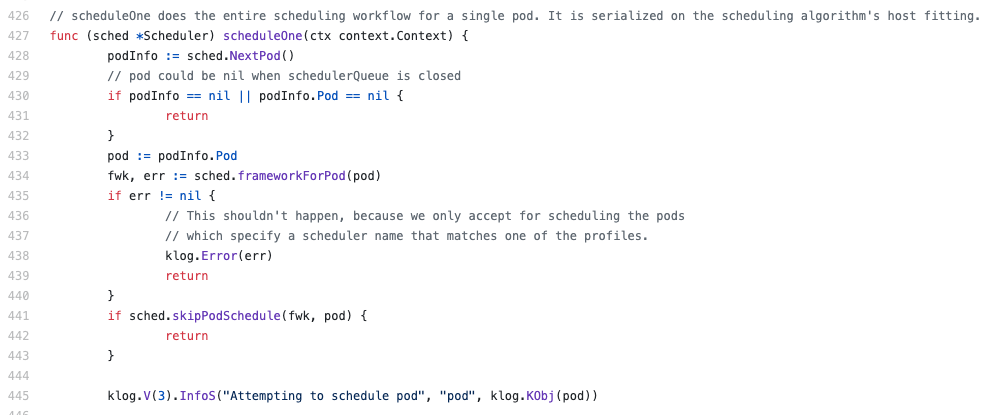 426 // scheduleOne does the entire scheduling workflow for a single pod. It is serialized on the scheduling algorithm's host fitting.
427 func (sched *Scheduler) scheduleOne(ctx context.Context) {
428 podInfo := sched.NextPod()
429 // pod could be nil when schedulerQueue is closed
430 if podInfo == nil || podInfo.Pod == nil {
431 return
432 }
433 pod := podInfo.Pod
434 fwk, err := sched.frameworkForPod(pod)
435 if err != nil {
436 // This shouldn't happen, because we only accept for scheduling the pods
437 // which specify a scheduler name that matches one of the profiles.
438 klog.Error(err)
439 return
440 }
441 if sched.skipPodSchedule(fwk, pod) {
442 return
443 }
444
445 klog.V(3).InfoS("Attempting to schedule pod", "pod", klog.KObj(pod))
446